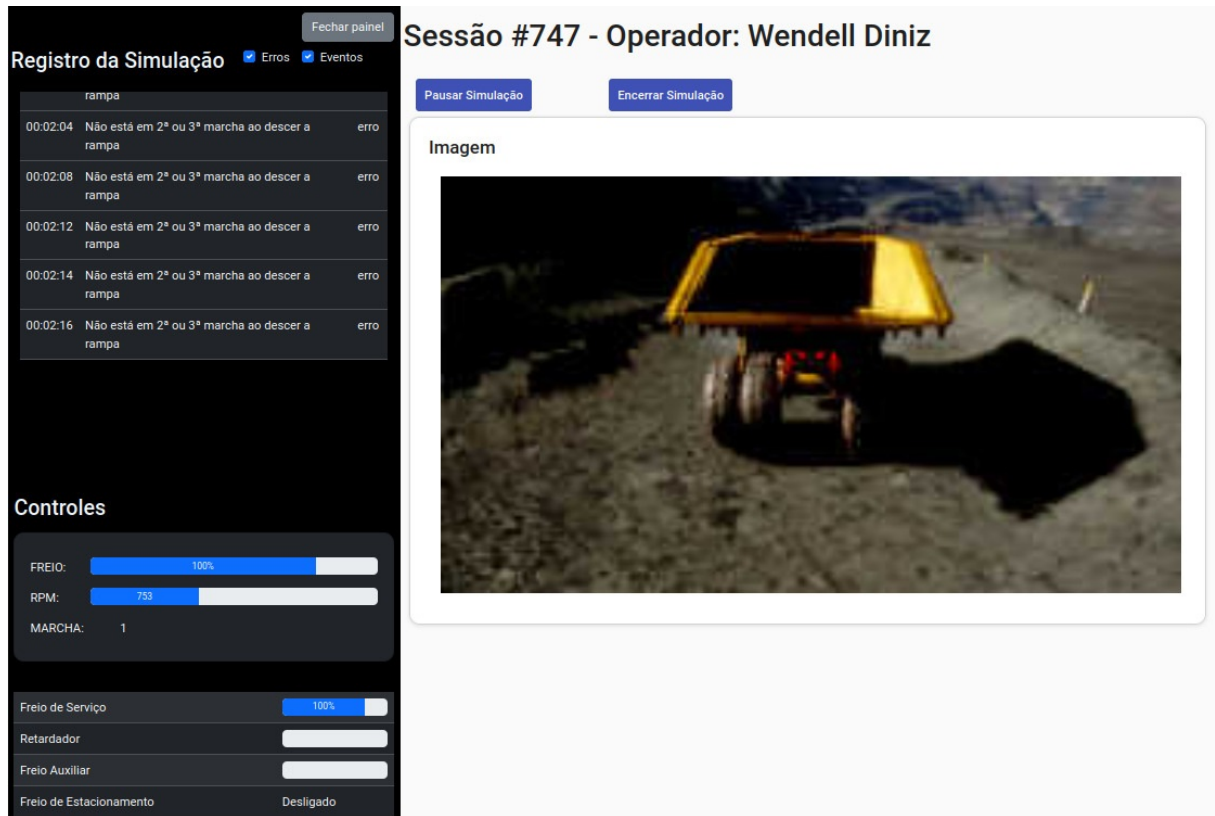 Fechar painel
Registro da Simulação
Erros
Eventos
rampa
00:02:04 Não está em 2ª ou 3ª marcha ao descer a erro
rampa
00:02:08 Não está em 2ª ou 3ª marcha ao descer a erro
rampa
00:02:12 Não está em 2ª ou 3ª marcha ao descer a erro
rampa
00:02:14 Não está em 2ª ou 3ª marcha ao descer a erro
rampa
00:02:16 Não está em 2ª ou 3ª marcha ao descer a erro
rampa
Controles
FREIO: 100%
RPM: 753
MARCHA: 1
Freio de Serviço 100%
Retardador
Freio Auxiliar
Freio de Estacionamento Desligado
Sessão #747 - Operador: Wendell Diniz
Pausar Simulação
Encerrar Simulação
Imagem